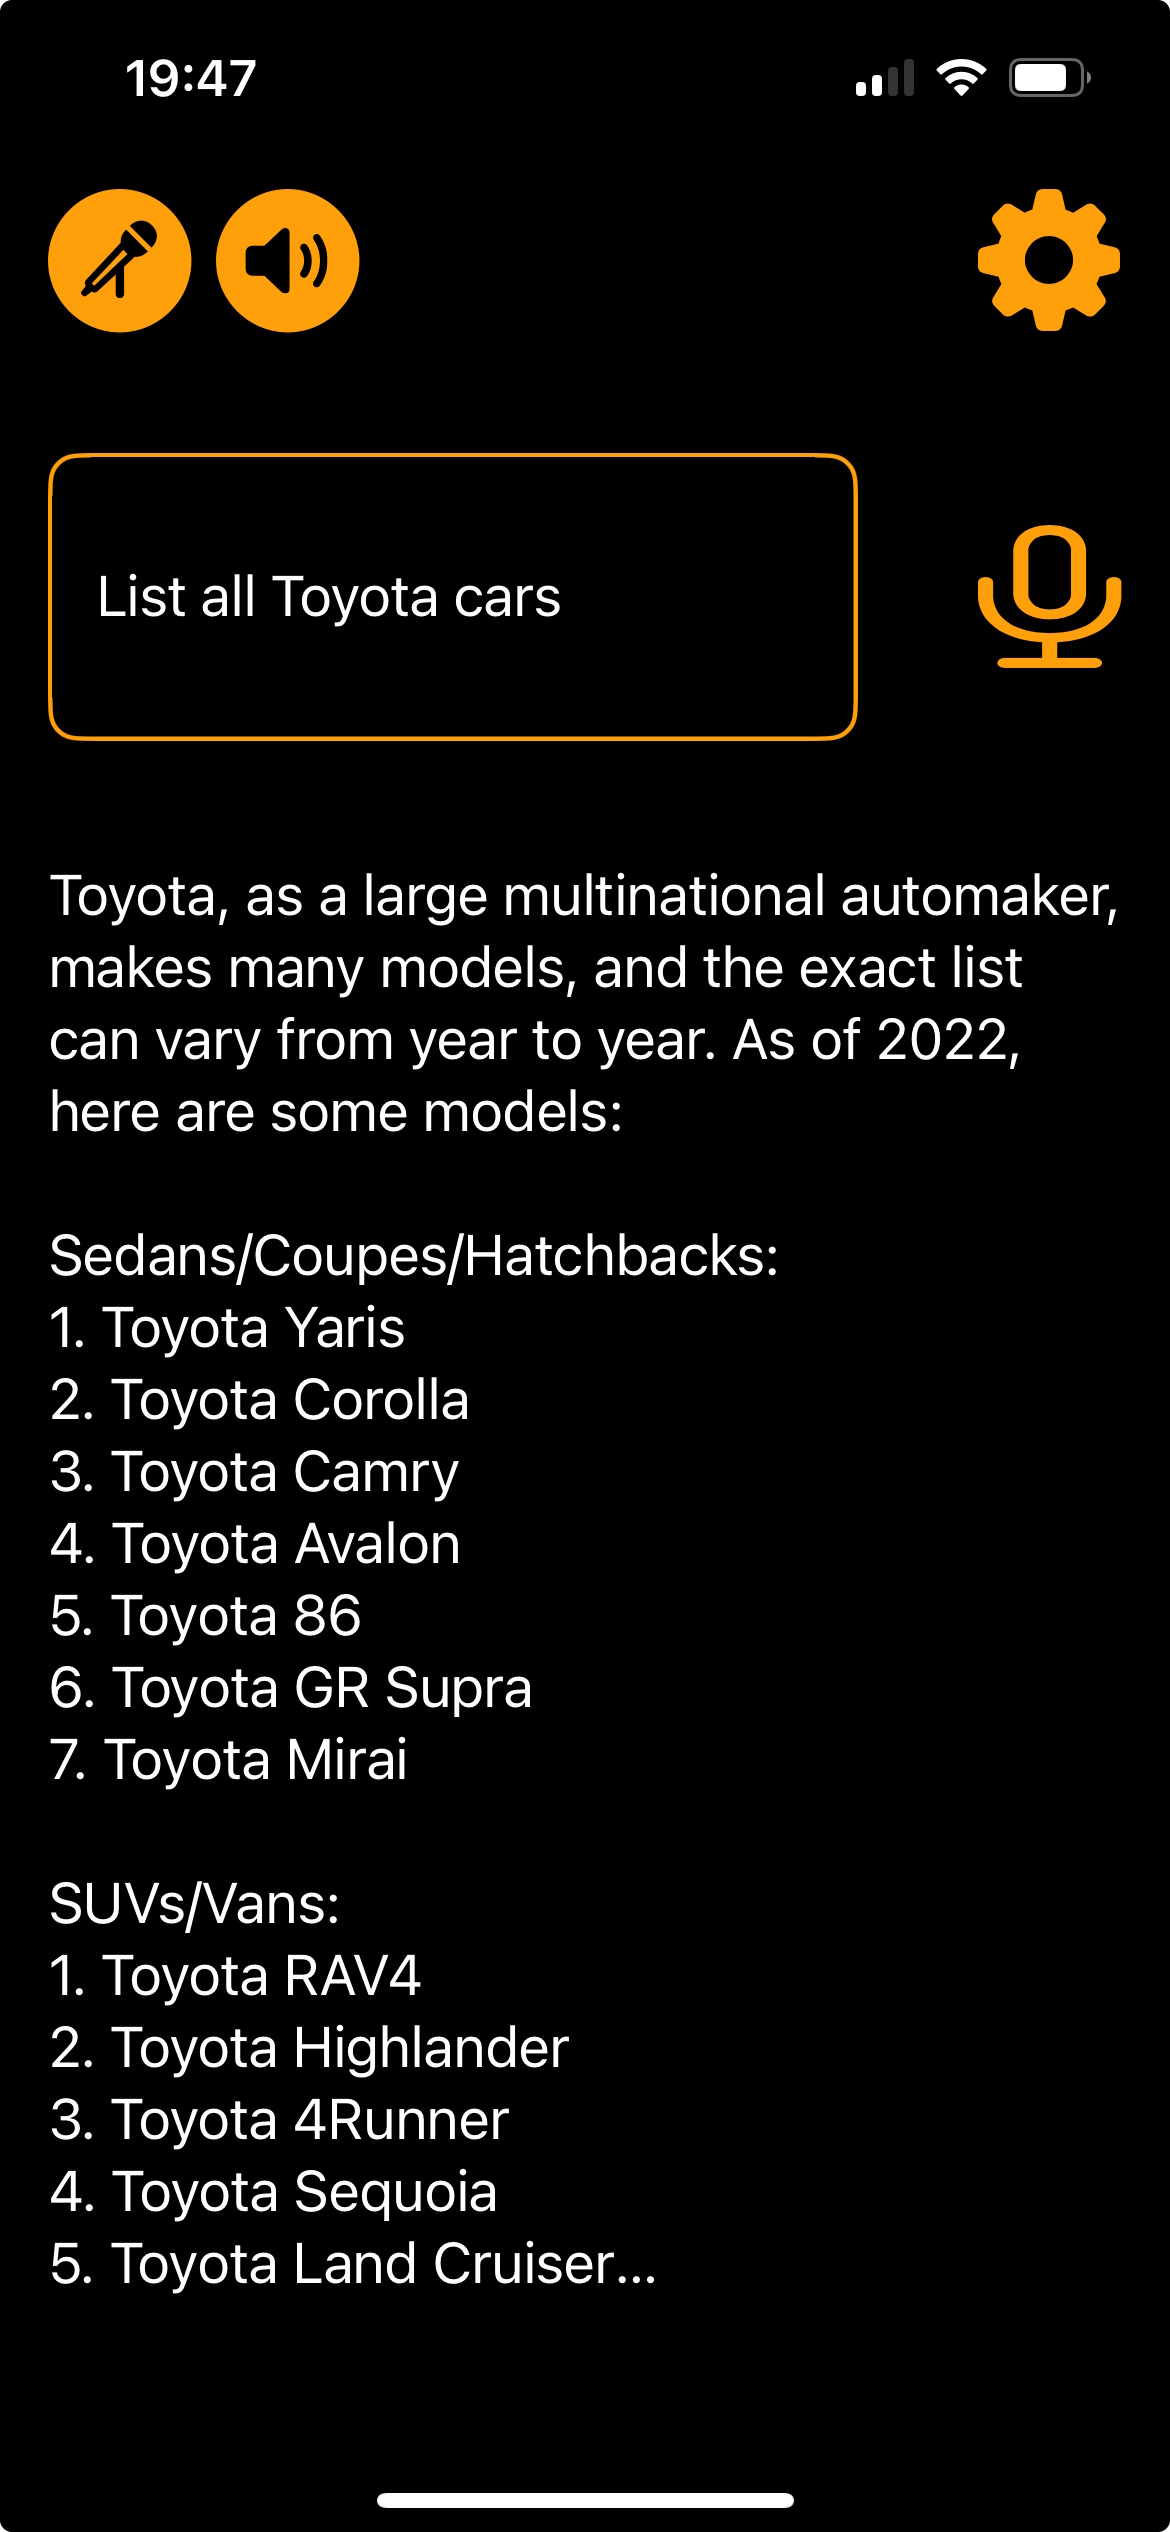 19:47
List all Toyota cars
Toyota, as a large multinational automaker,
makes many models, and the exact list
can vary from year to year. As of 2022,
here are some models:
Sedans/Coupes/Hatchbacks:
1. Toyota Yaris
2. Toyota Corolla
3. Toyota Camry
4. Toyota Avalon
5. Toyota 86
6. Toyota GR Supra
7. Toyota Mirai
SUVs/Vans:
1. Toyota RAV4
2. Toyota Highlander
3. Toyota 4Runner
4. Toyota Sequoia
5. Toyota Land Cruiser...